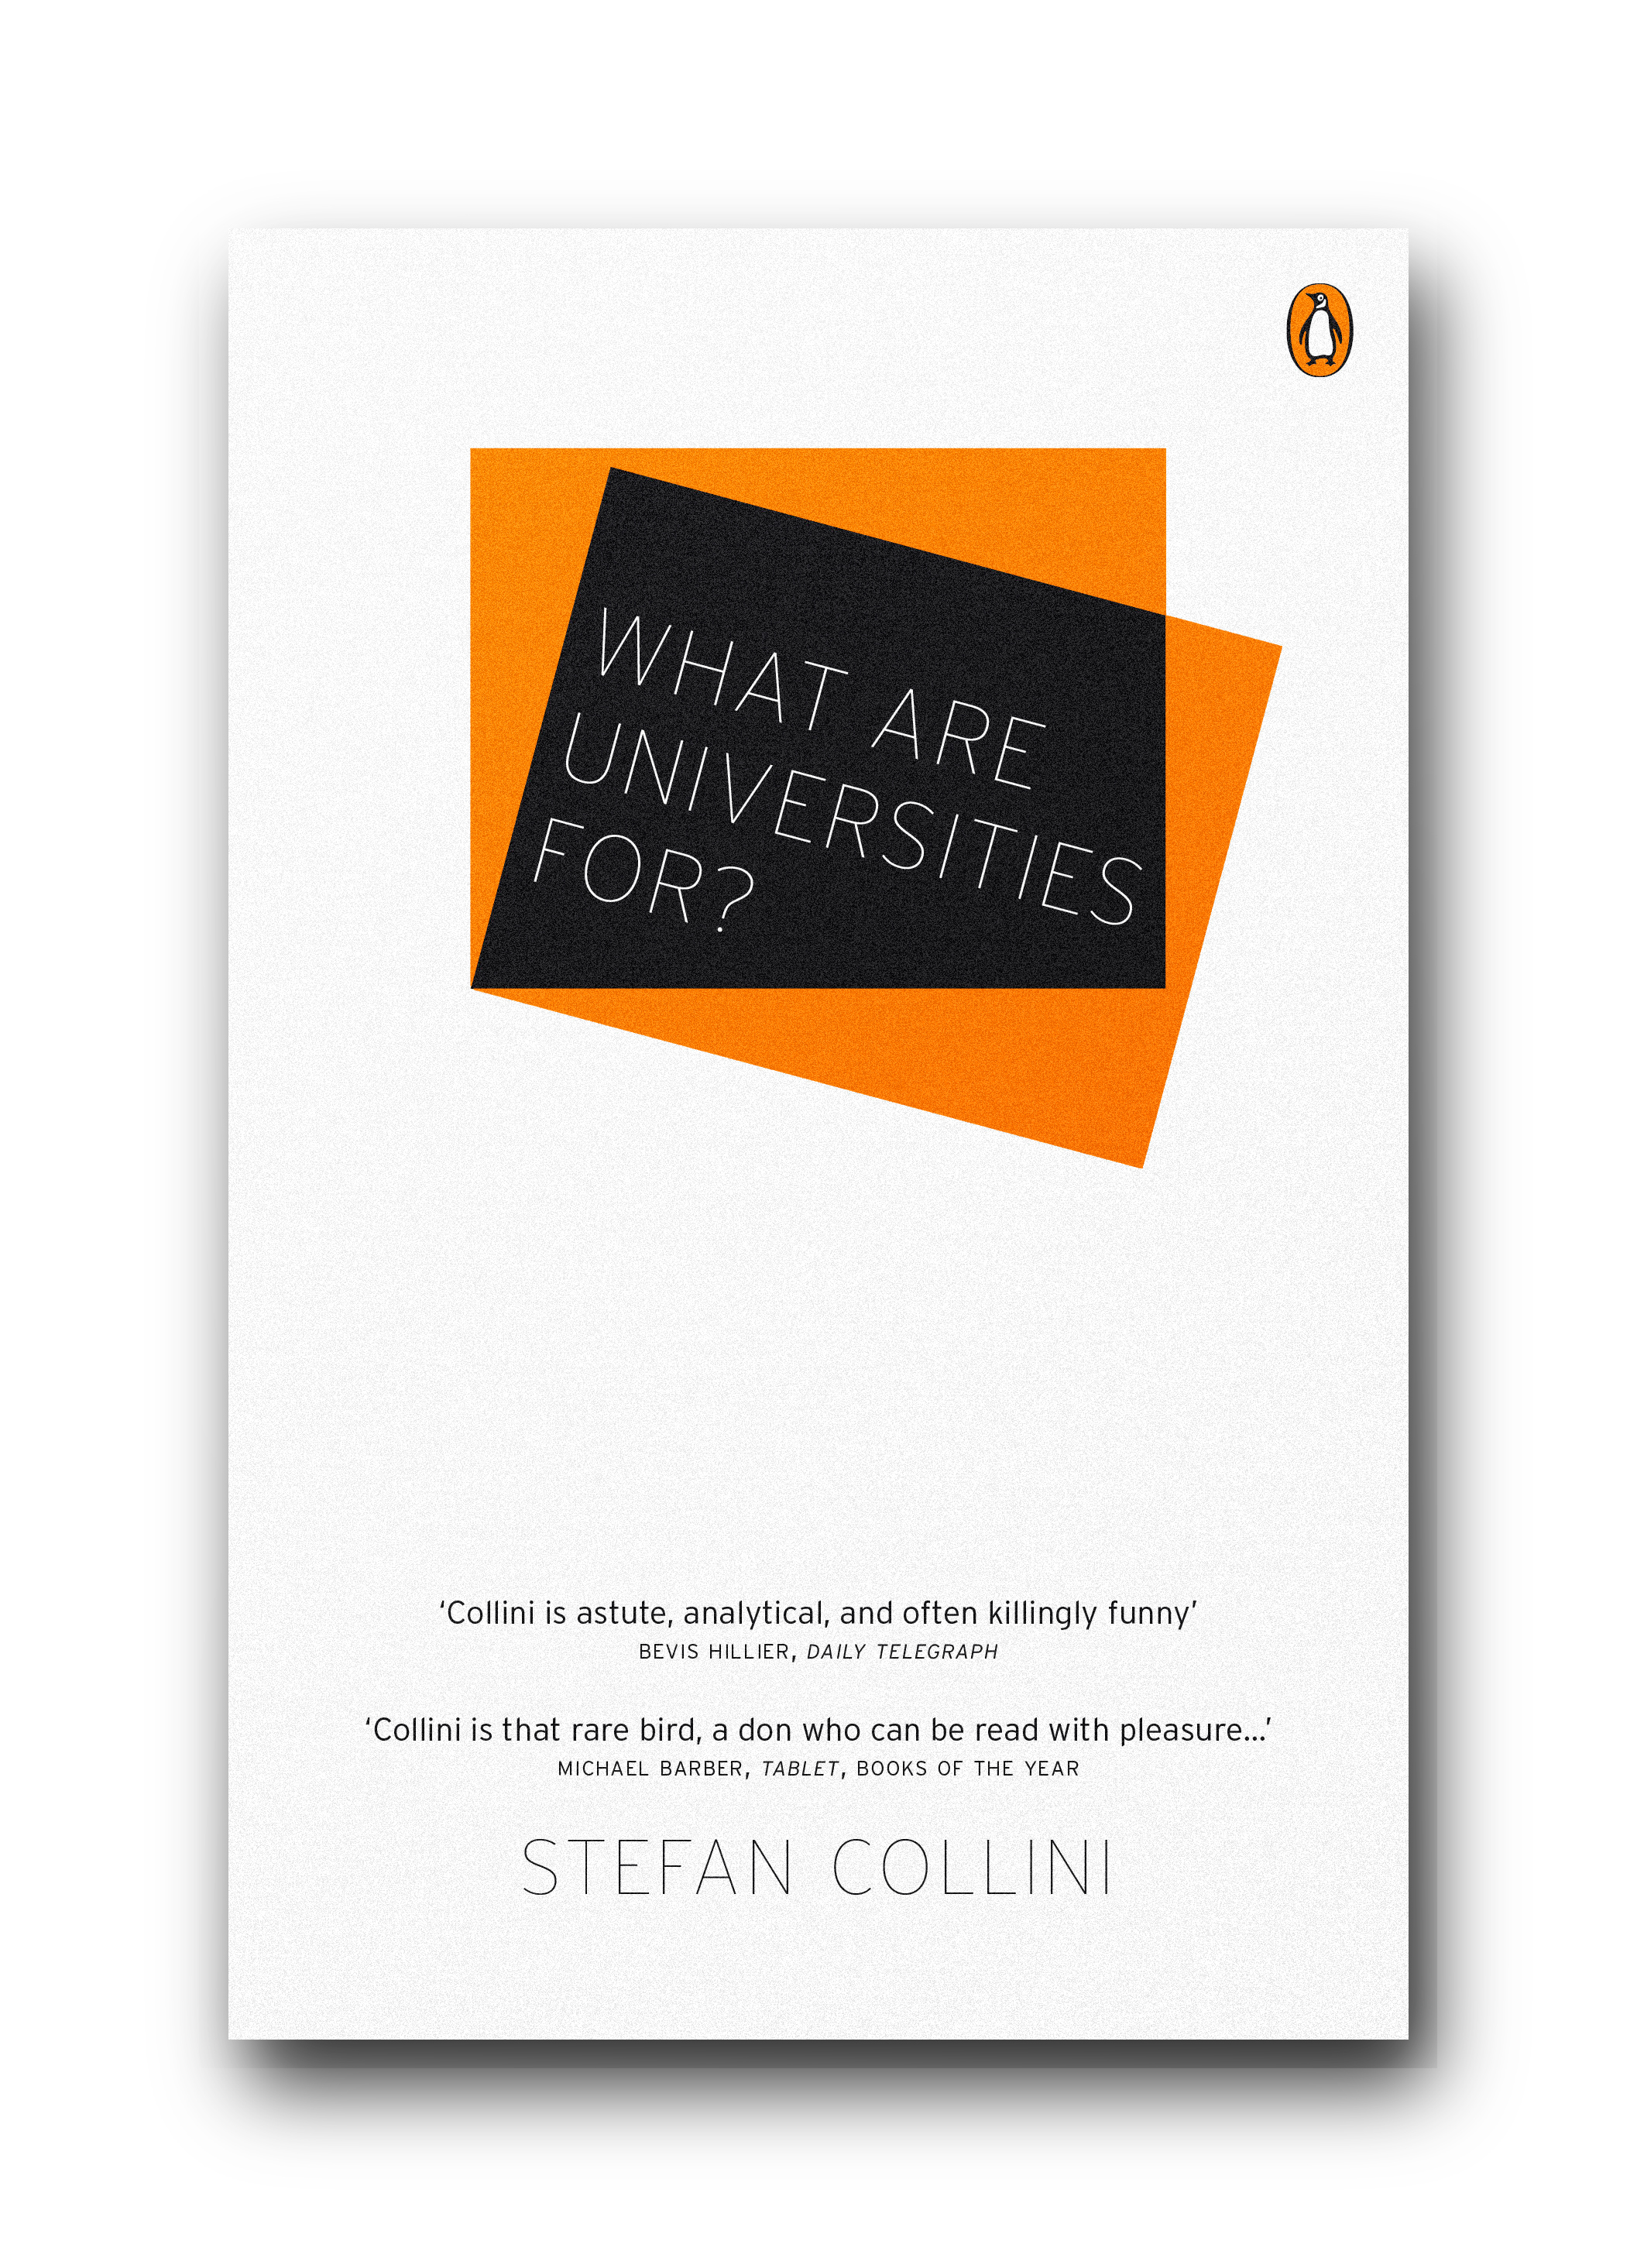 WHAT ARE
UNIVERSITIES
FOR?
‘Collini is astute, analytical, and often killingly funny’
BEVIS HILLIER, DAILY TELEGRAPH
‘Collini is that rare bird, a don who can be read with pleasure...’
MICHAEL BARBER, TABLET, BOOKS OF THE YEAR
STEFAN COLLINI